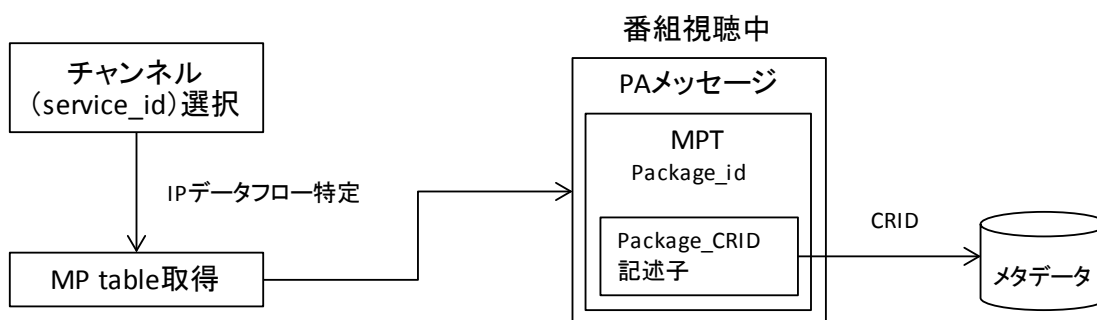 番組視聴中
チャンネル
(service_id)選択
PAメッセージ
MPT
Package_id
IPデータフロー特定
Package_CRID
記述子
CRID
MP table取得
メタデータ